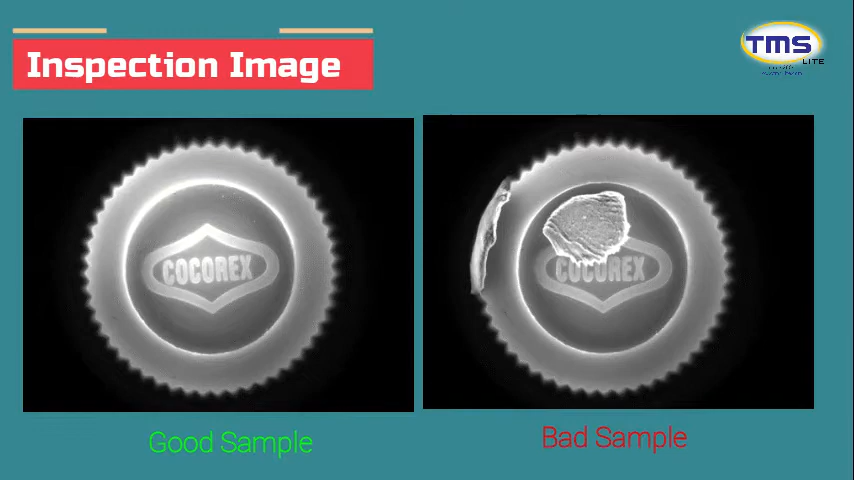 Inspection Image
TMS
LITE
COCOREX
COCOREX
Good Sample
Bad Sample